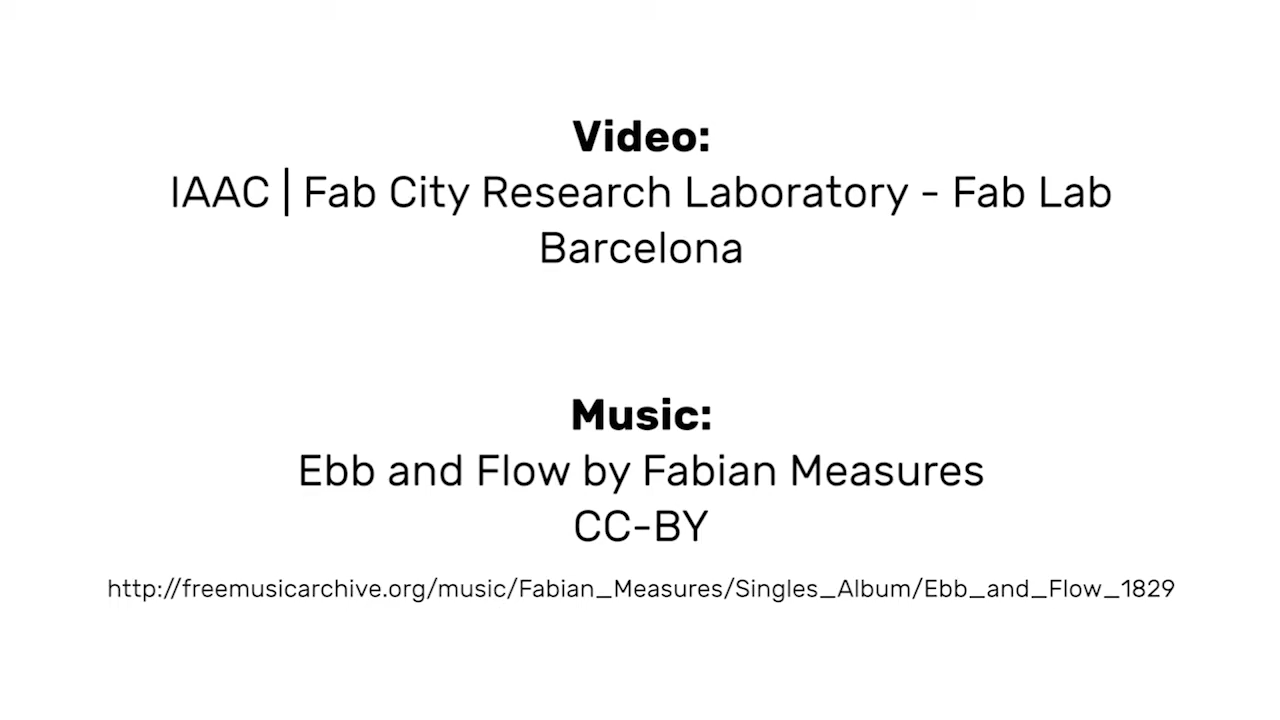 Video:
IAAC | Fab City Research Laboratory - Fab Lab
Barcelona
Music:
Ebb and Flow by Fabian Measures
CC-BY
http://freemusicarchive.org/music/Fabian_Measures/Singles_Album/Ebb_and_Flow_1829